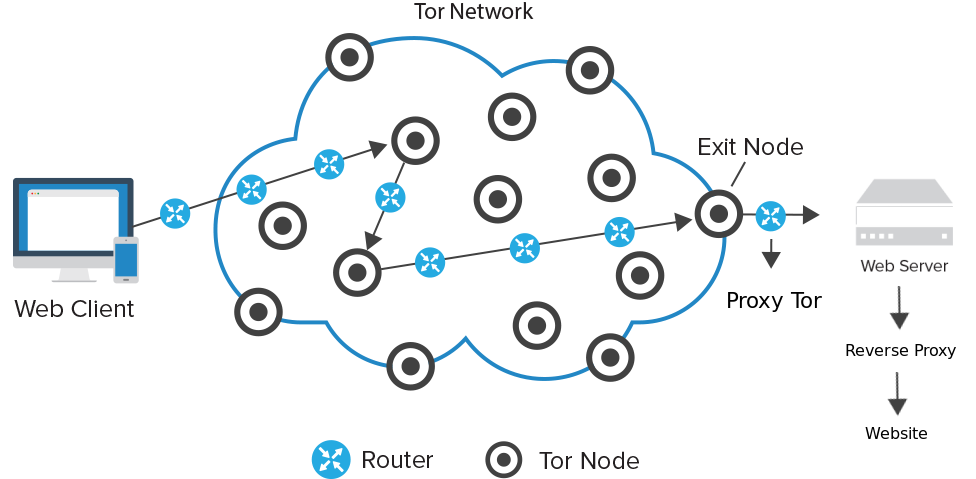 Tor Network
Exit Node
Web Server
Web Client
Proxy Tor
Reverse Proxy
Website
Router
Tor Node